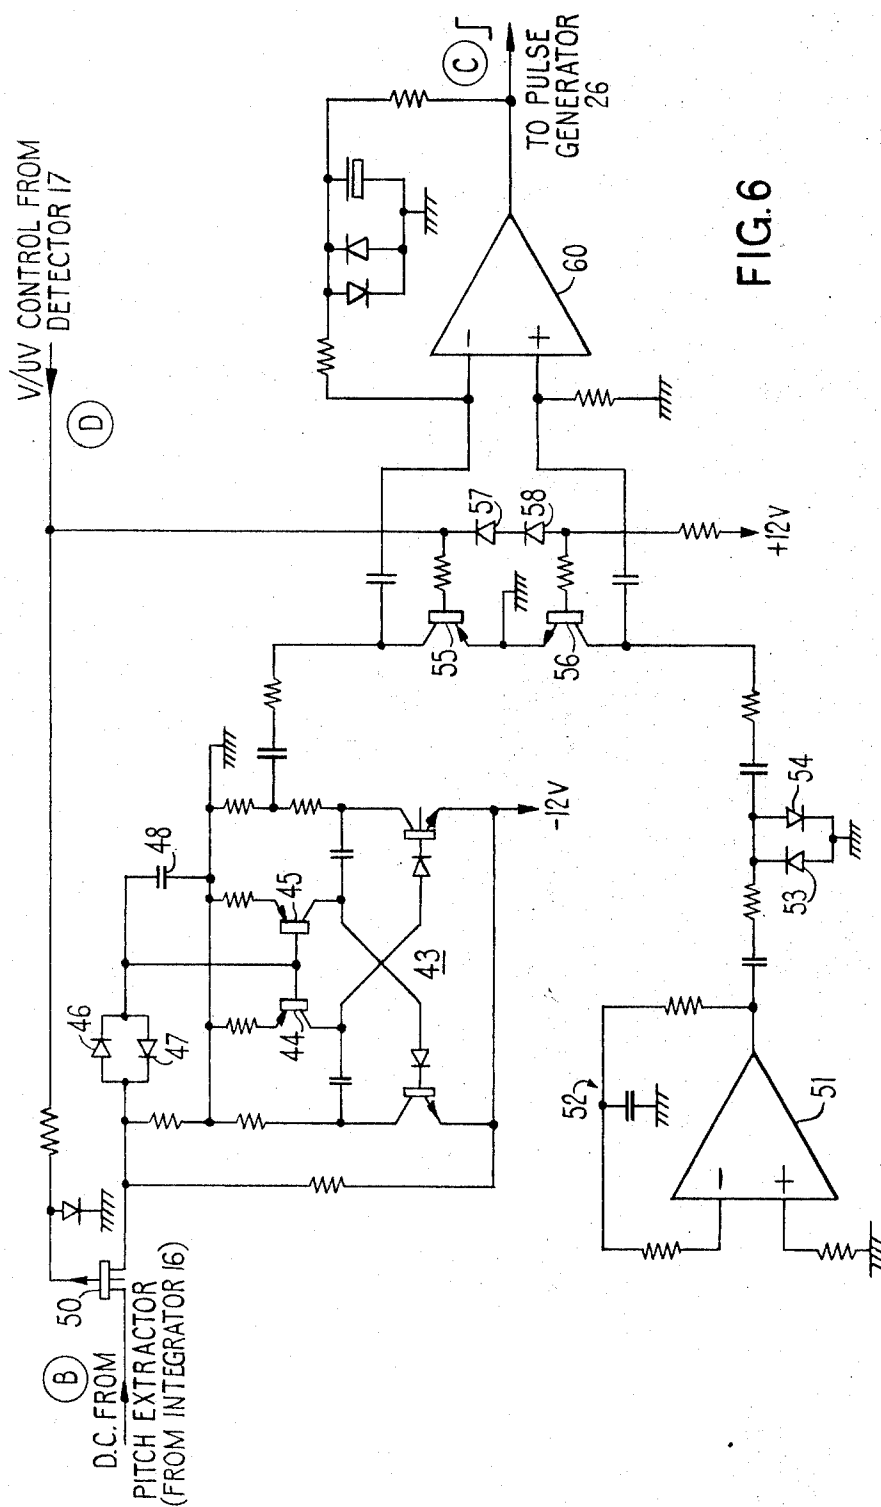 V/UV CONTROL FROM
DETECTOR 17
D
C
TO PULSE
GENERATOR
26
B
D.C. FROM
PITCH EXTRACTOR
(FROM INTEGRATOR 16)
50
46
47
48
44
45
43
-12V
55
56
57
58
+12V
-
+
60
52
-
+
51
53
54
FIG. 6